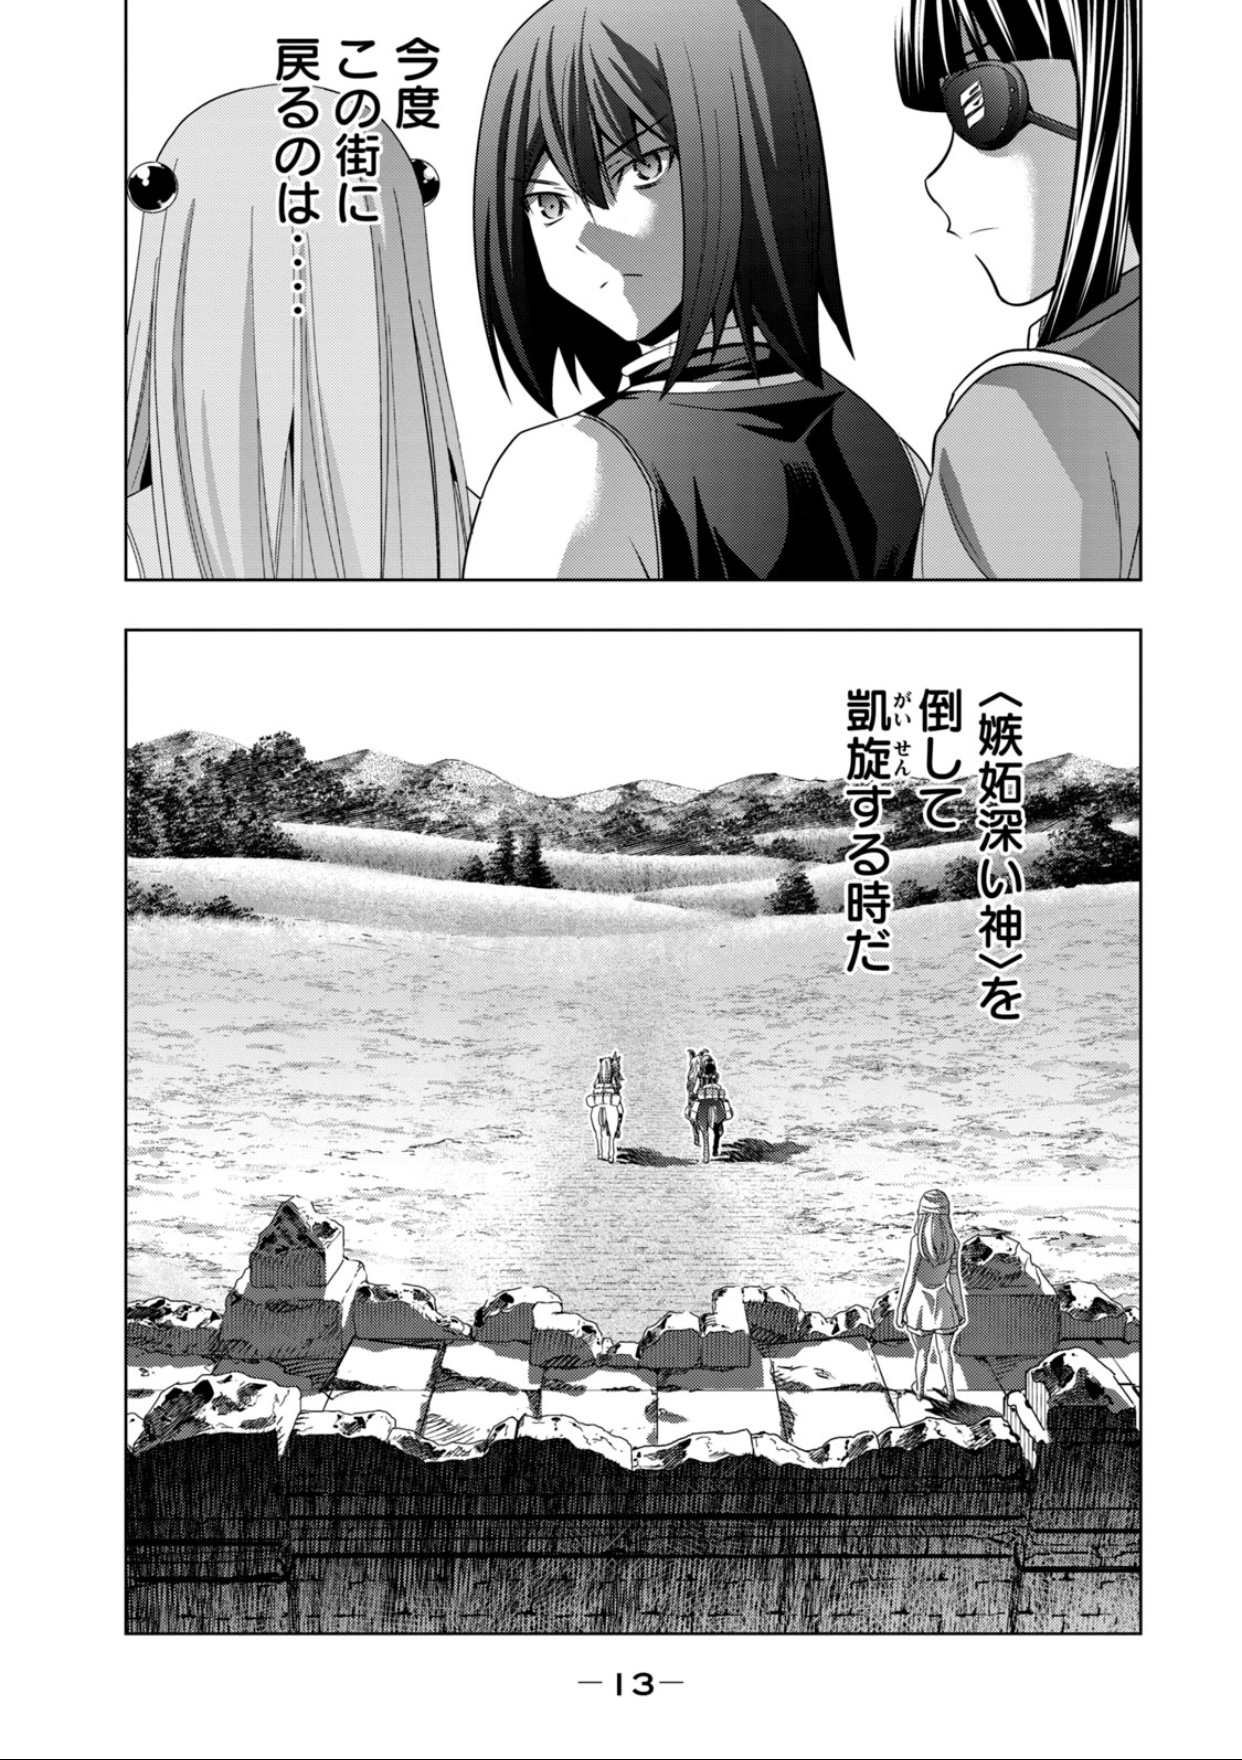 今度
この街に
戻るのは････
〈嫉妬深い神〉を
倒して
凱旋する時だ
がいせん
－13－